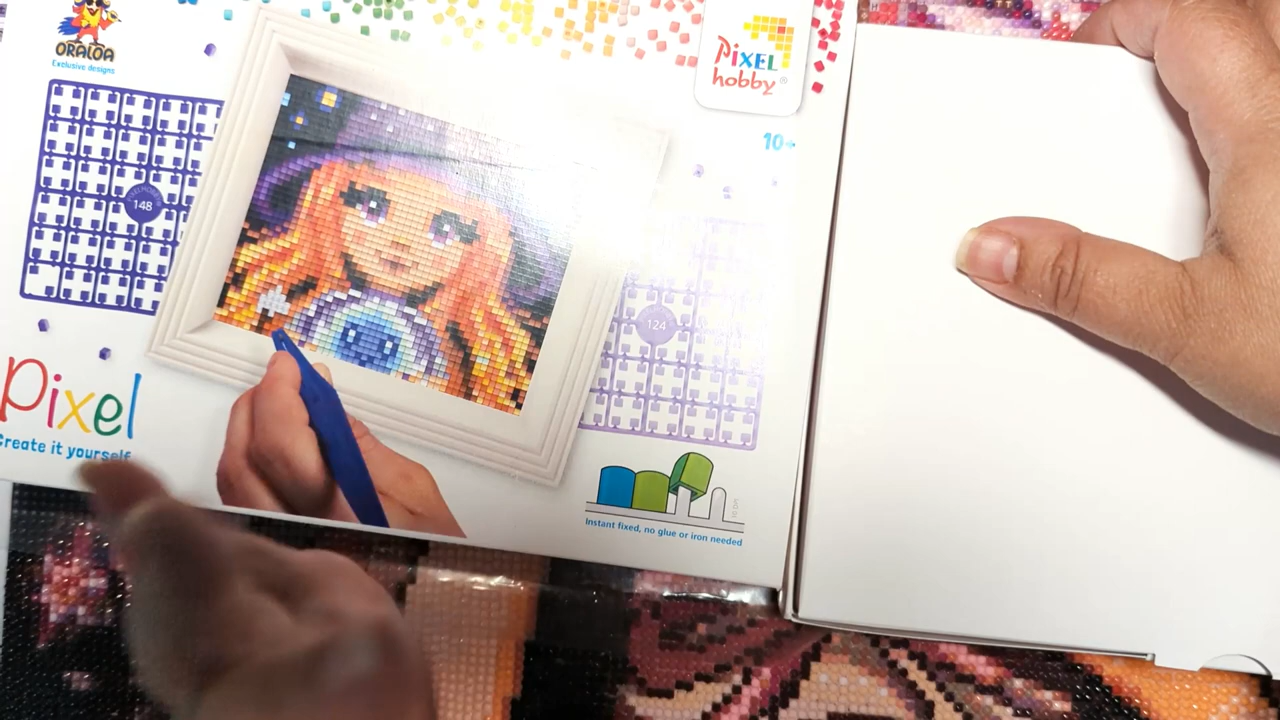 ORALOA
Exclusive designs
PiXEL
hobby®
10+
PIXELHOBBY
148
124
Pixel
Create it yourself
Instant fixed, no glue or iron needed